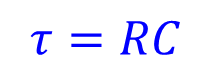 τ = RC